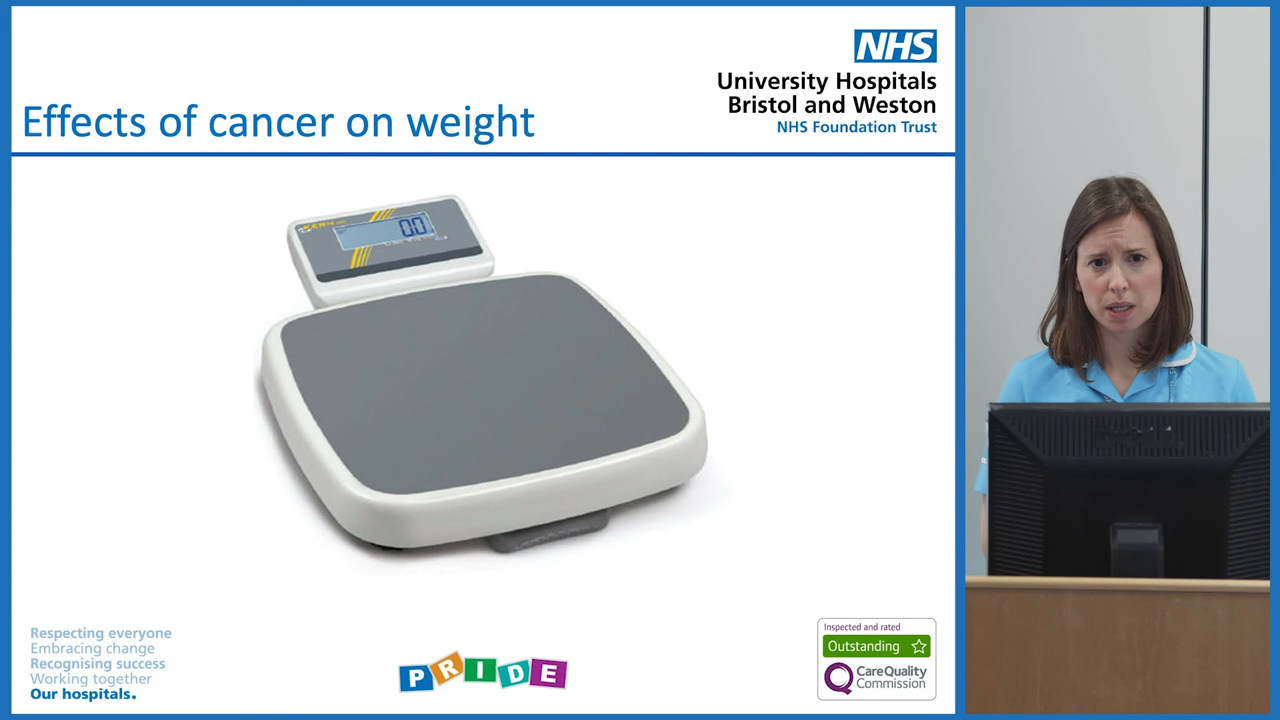 NHS
University Hospitals
Bristol and Weston
NHS Foundation Trust
Effects of cancer on weight
KERN
0.0
Respecting everyone
Embracing change
Recognising success
Working together
Our hospitals.
PRIDE
Inspected and rated
Outstanding
CareQuality
Commission